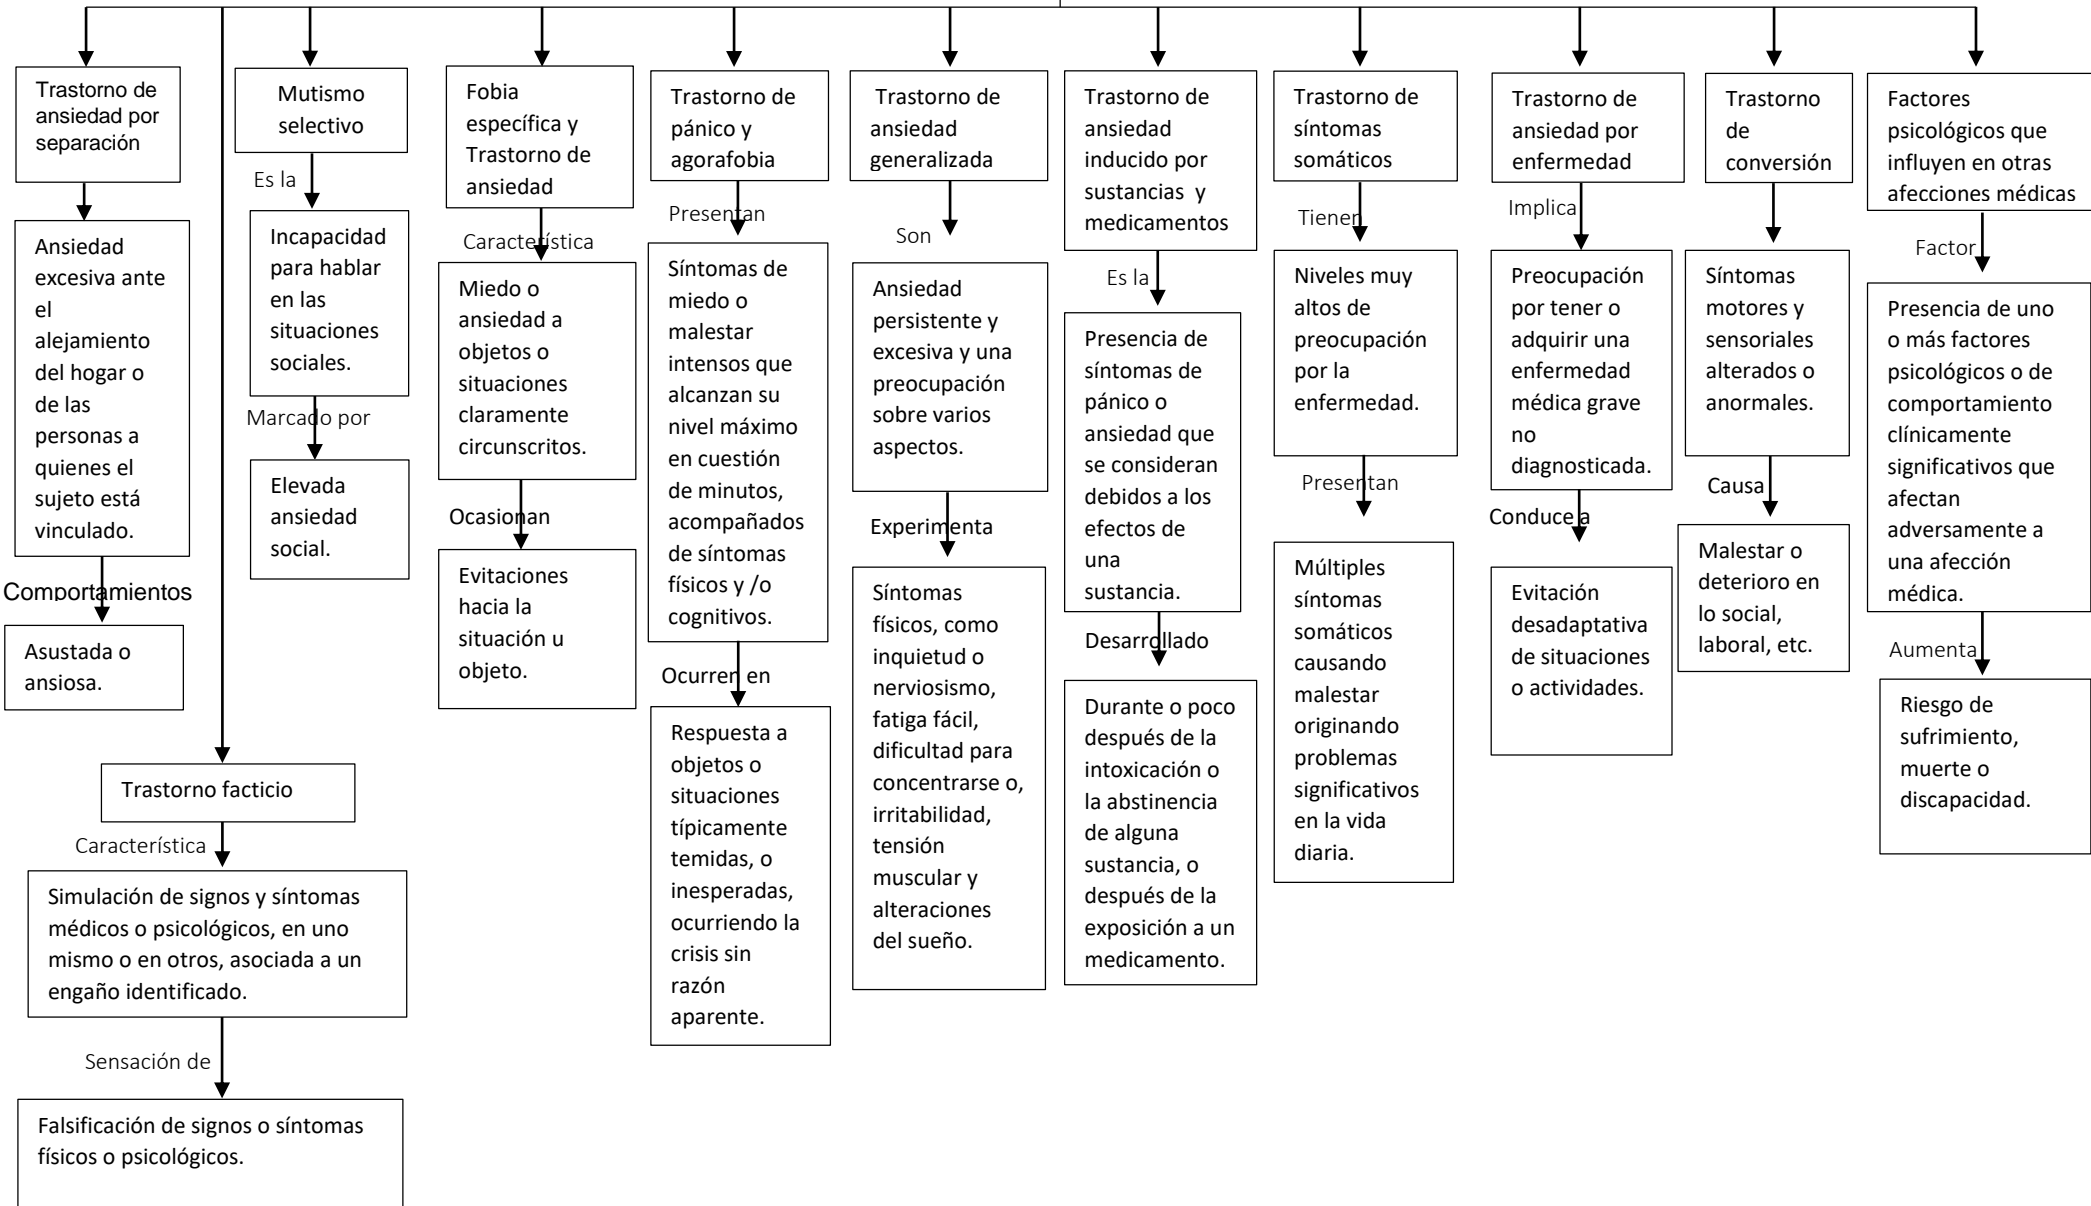 Trastorno de
ansiedad por
separación
Ansiedad
excesiva ante
el
alejamiento
del hogar o
de las
personas a
quienes el
sujeto está
vinculado.
Comportamientos
Asustada o
ansiosa.
Trastorno facticio
Característica
Simulación de signos y síntomas
médicos o psicológicos, en uno
mismo o en otros, asociada a un
engaño identificado.
Sensación de
Falsificación de signos o síntomas
físicos o psicológicos.
Mutismo
selectivo
Es la
Incapacidad
para hablar
en las
situaciones
sociales.
Marcado por
Elevada
ansiedad
social.
Fobia
específica y
Trastorno de
ansiedad
Característica
Miedo o
ansiedad a
objetos o
situaciones
claramente
circunscritos.
Ocasionan
Evitaciones
hacia la
situación u
objeto.
Trastorno de
pánico y
agorafobia
Presentan
Síntomas de
miedo o
malestar
intensos que
alcanzan su
nivel máximo
en cuestión
de minutos,
acompañados
de síntomas
físicos y /o
cognitivos.
Ocurren en
Respuesta a
objetos o
situaciones
típicamente
temidas, o
inesperadas,
ocurriendo la
crisis sin
razón
aparente.
Trastorno de
ansiedad
generalizada
Son
Ansiedad
persistente y
excesiva y una
preocupación
sobre varios
aspectos.
Experimenta
Síntomas
físicos, como
inquietud o
nerviosismo,
fatiga fácil,
dificultad para
concentrarse o,
irritabilidad,
tensión
muscular y
alteraciones
del sueño.
Trastorno de
ansiedad
inducido por
sustancias y
medicamentos
Es la
Presencia de
síntomas de
pánico o
ansiedad que
se consideran
debidos a los
efectos de
una
sustancia.
Desarrollado
Durante o poco
después de la
intoxicación o
la abstinencia
de alguna
sustancia, o
después de la
exposición a un
medicamento.
Trastorno de
síntomas
somáticos
Tienen
Niveles muy
altos de
preocupación
por la
enfermedad.
Presentan
Múltiples
síntomas
somáticos
causando
malestar
originando
problemas
significativos
en la vida
diaria.
Trastorno de
ansiedad por
enfermedad
Implica
Preocupación
por tener o
adquirir una
enfermedad
médica grave
no
diagnosticada.
Conduce a
Evitación
desadaptativa
de situaciones
o actividades.
Trastorno
de
conversión
Síntomas
motores y
sensoriales
alterados o
anormales.
Causa
Malestar o
deterioro en
lo social,
laboral, etc.
Factores
psicológicos que
influyen en otras
afecciones médicas
Factor
Presencia de uno
o más factores
psicológicos o de
comportamiento
clínicamente
significativos que
afectan
adversamente a
una afección
médica.
Aumenta
Riesgo de
sufrimiento,
muerte o
discapacidad.